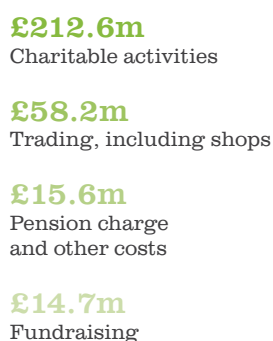 £212.6m
Charitable activities
£58.2m
Trading, including shops
£15.6m
Pension charge
and other costs
£14.7m
Fundraising